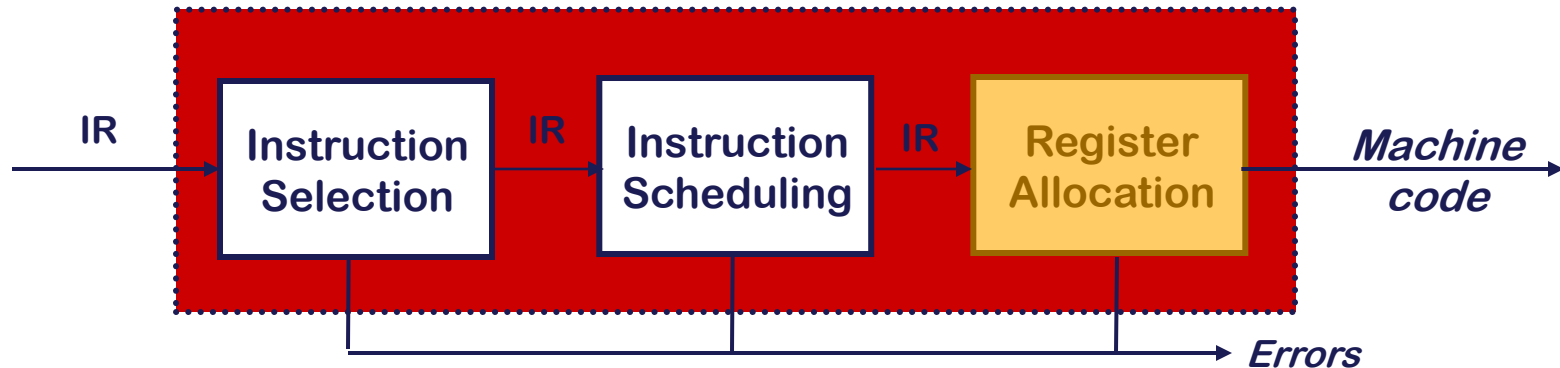 IR
Instruction
Selection
IR
Instruction
Scheduling
IR
Register
Allocation
Machine
code
Errors